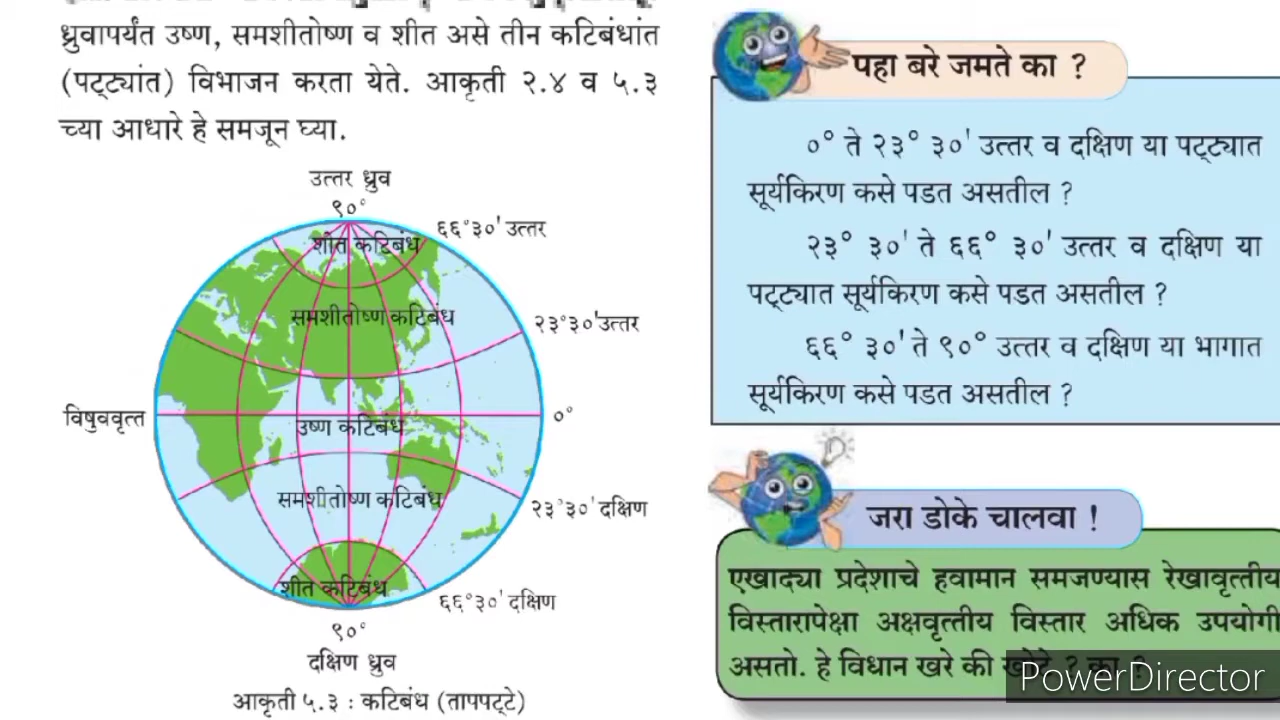 ध्रुवापर्यंत उष्ण, समशीतोष्ण व शीत असे तीन कटिबंधांत
(पट्ट्यांत) विभाजन करता येते. आकृती २.४ व ५.३
च्या आधारे हे समजून घ्या.
उत्तर ध्रुव
९०°
६६°३०' उत्तर
शीत कटिबंध
समशीतोष्ण कटिबंध
२३°३०'उत्तर
विषुववृत्त
०°
उष्ण कटिबंध
समशीतोष्ण कटिबंध
२३°३०' दक्षिण
शीत कटिबंध
६६°३०' दक्षिण
९०°
दक्षिण ध्रुव
आकृती ५.३ : कटिबंध (तापपट्टे)
पहा बरे जमते का ?
०° ते २३° ३०' उत्तर व दक्षिण या पट्ट्यात
सूर्यकिरण कसे पडत असतील ?
२३° ३०' ते ६६° ३०' उत्तर व दक्षिण या
पट्ट्यात सूर्यकिरण कसे पडत असतील ?
६६° ३०' ते ९०° उत्तर व दक्षिण या भागात
सूर्यकिरण कसे पडत असतील ?
जरा डोके चालवा !
एखाद्या प्रदेशाचे हवामान समजण्यास रेखावृत्तीय
विस्तारापेक्षा अक्षवृत्तीय विस्तार अधिक उपयोगी
असतो. हे विधान खरे की खोटे ? का ?
PowerDirector